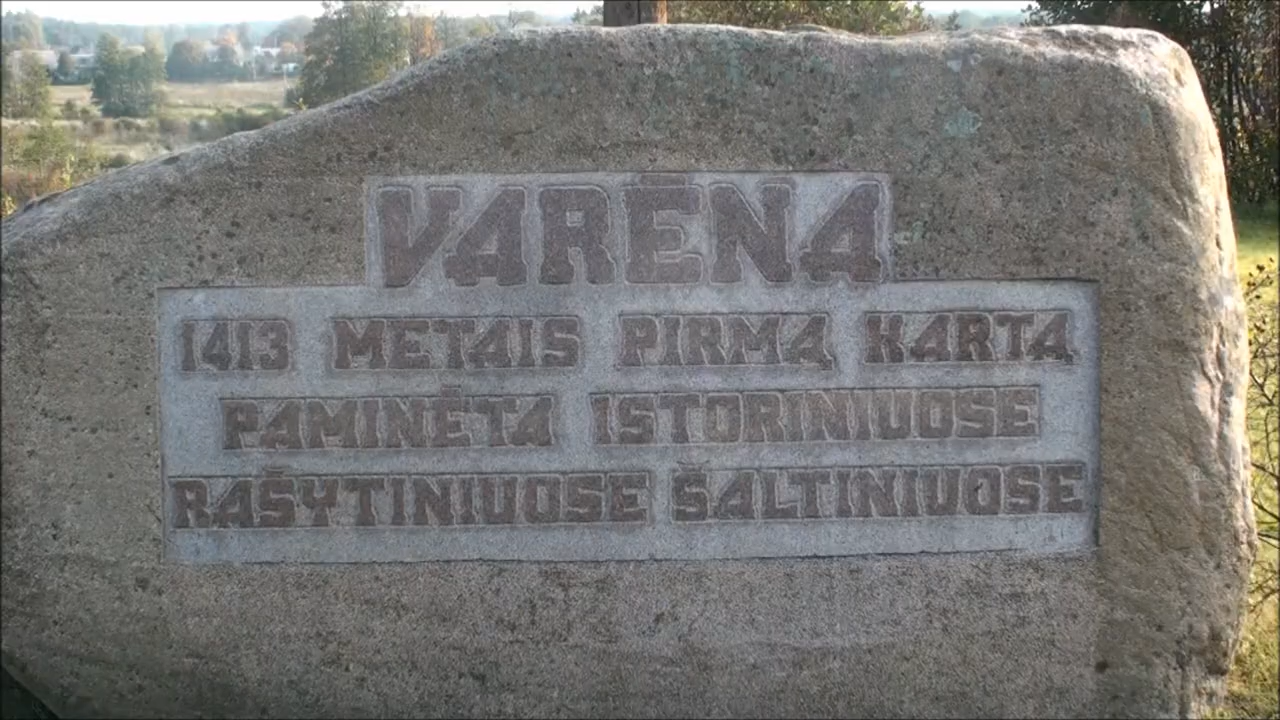 VARĖNA
1413 METAIS PIRMĄ KARTĄ
PAMINĖTA ISTORINIUOSE
RAŠYTINIUOSE ŠALTINIUOSE